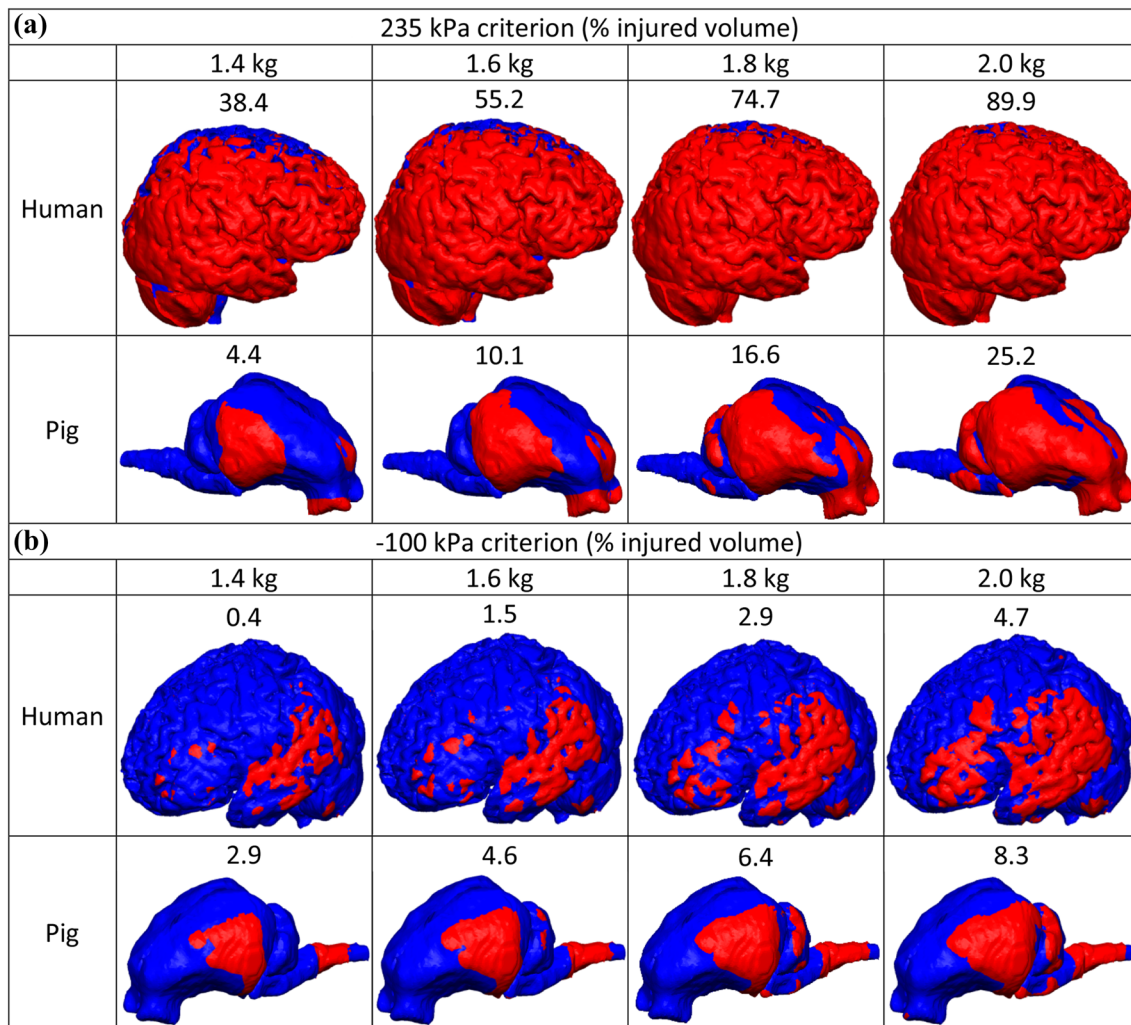 (a) 235 kPa criterion (% injured volume)
1.4 kg 1.6 kg 1.8 kg 2.0 kg
Human 38.4 55.2 74.7 89.9
Pig 4.4 10.1 16.6 25.2
(b) -100 kPa criterion (% injured volume)
1.4 kg 1.6 kg 1.8 kg 2.0 kg
Human 0.4 1.5 2.9 4.7
Pig 2.9 4.6 6.4 8.3